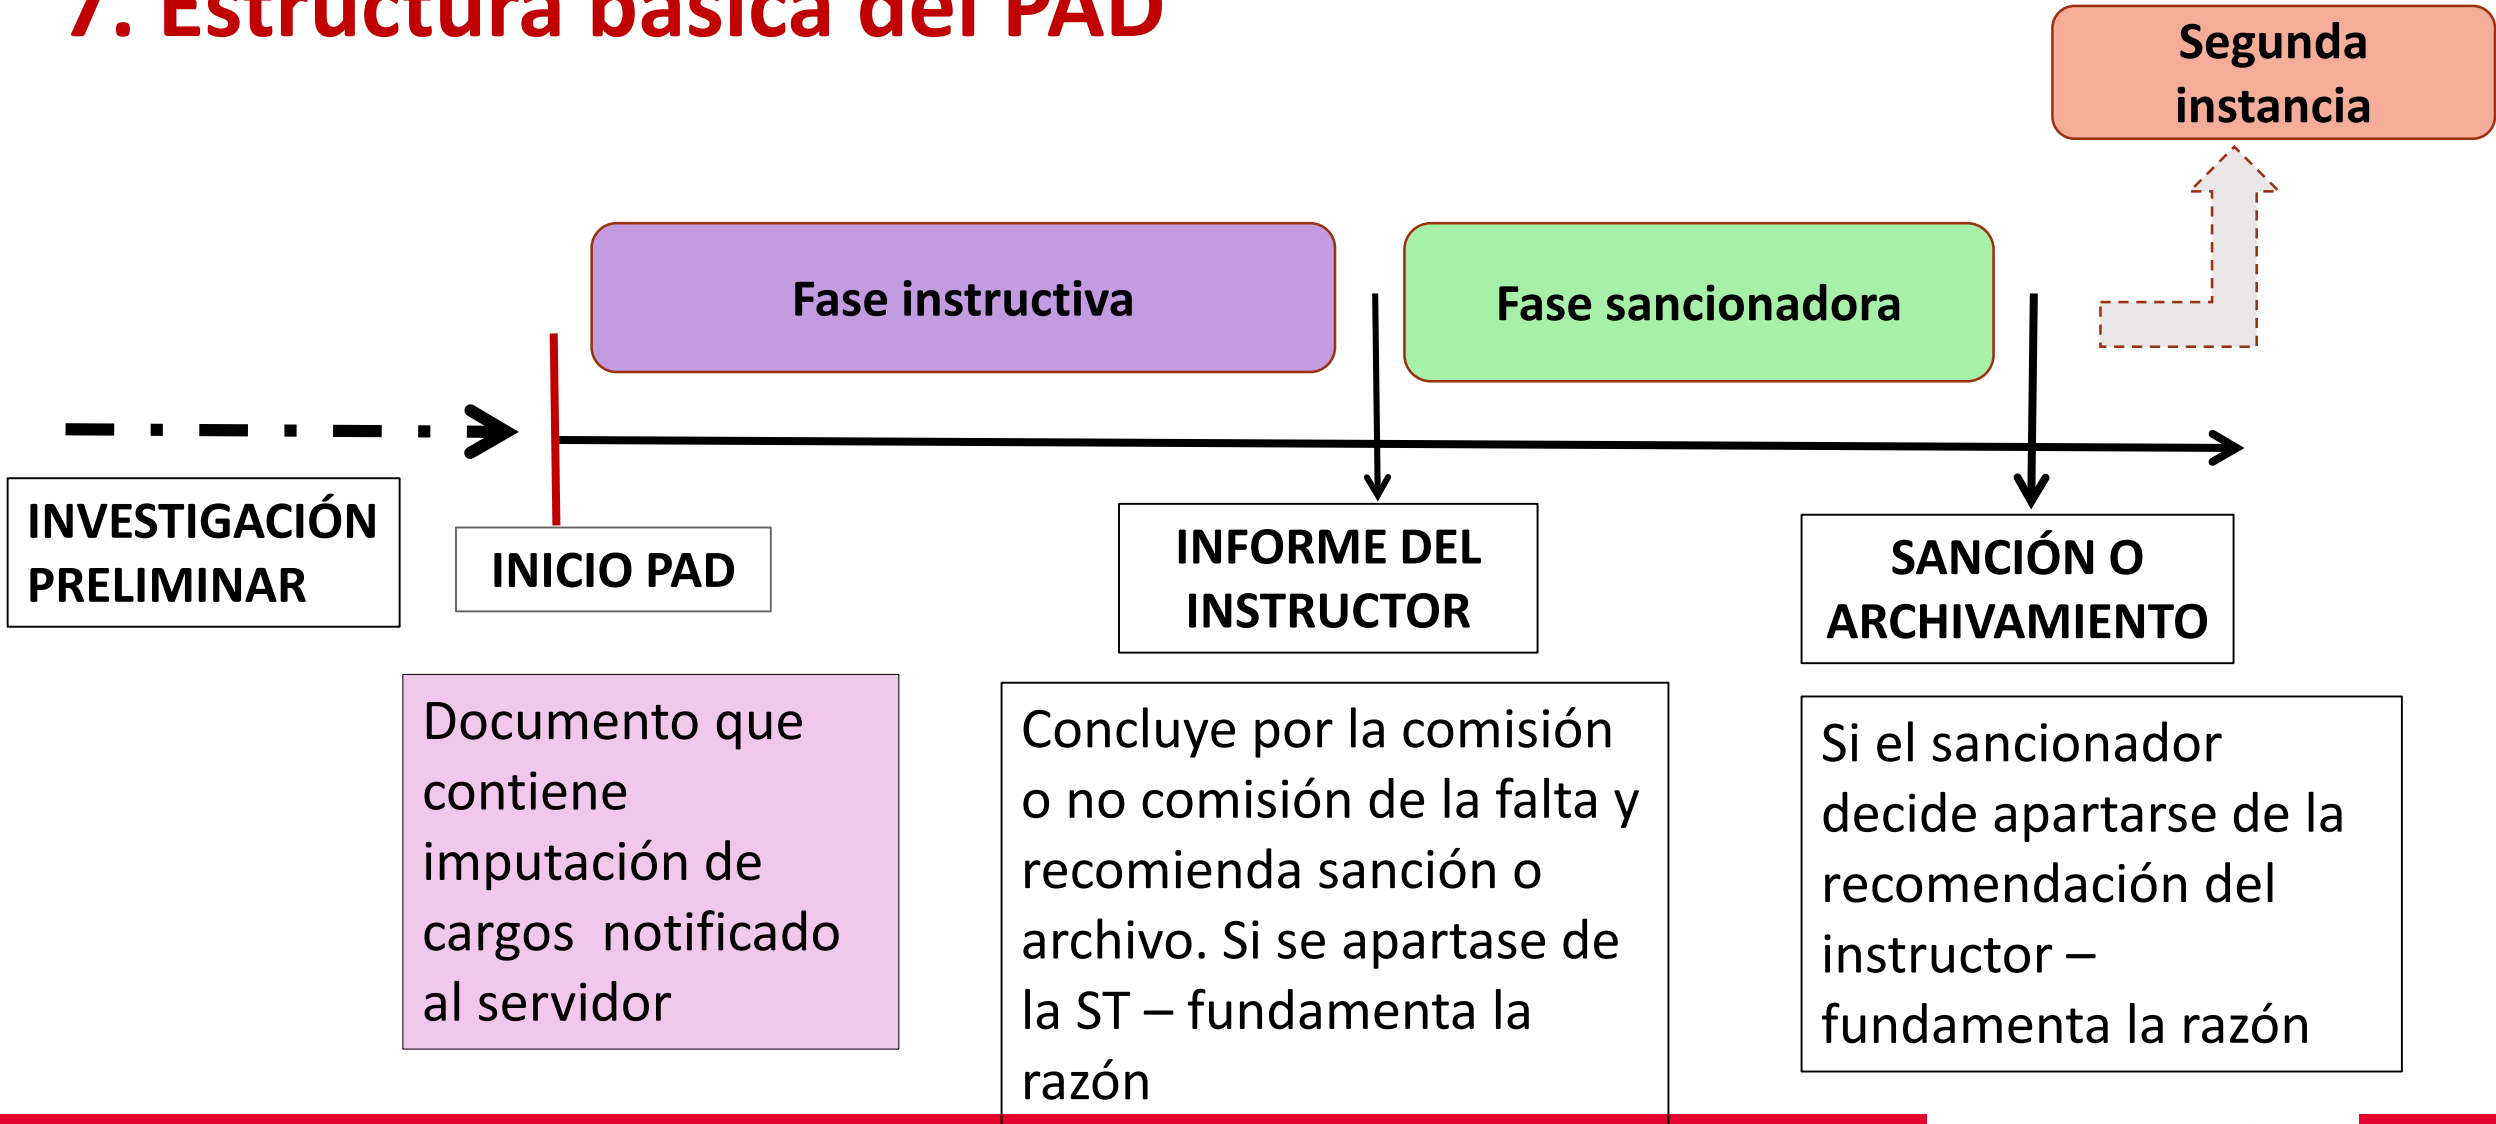 7. Estructura básica del PAD
Segunda
instancia
Fase instructiva
Fase sancionadora
INVESTIGACIÓN
PRELIMINAR
INICIO PAD
INFORME DEL
INSTRUCTOR
SANCIÓN O
ARCHIVAMIENTO
Documento que
contiene
imputación de
cargos notificado
al servidor
Concluye por la comisión
o no comisión de la falta y
recomienda sanción o
archivo. Si se apartase de
la ST – fundamenta la
razón
Si el sancionador
decide apartarse de la
recomendación del
instructor –
fundamenta la razón